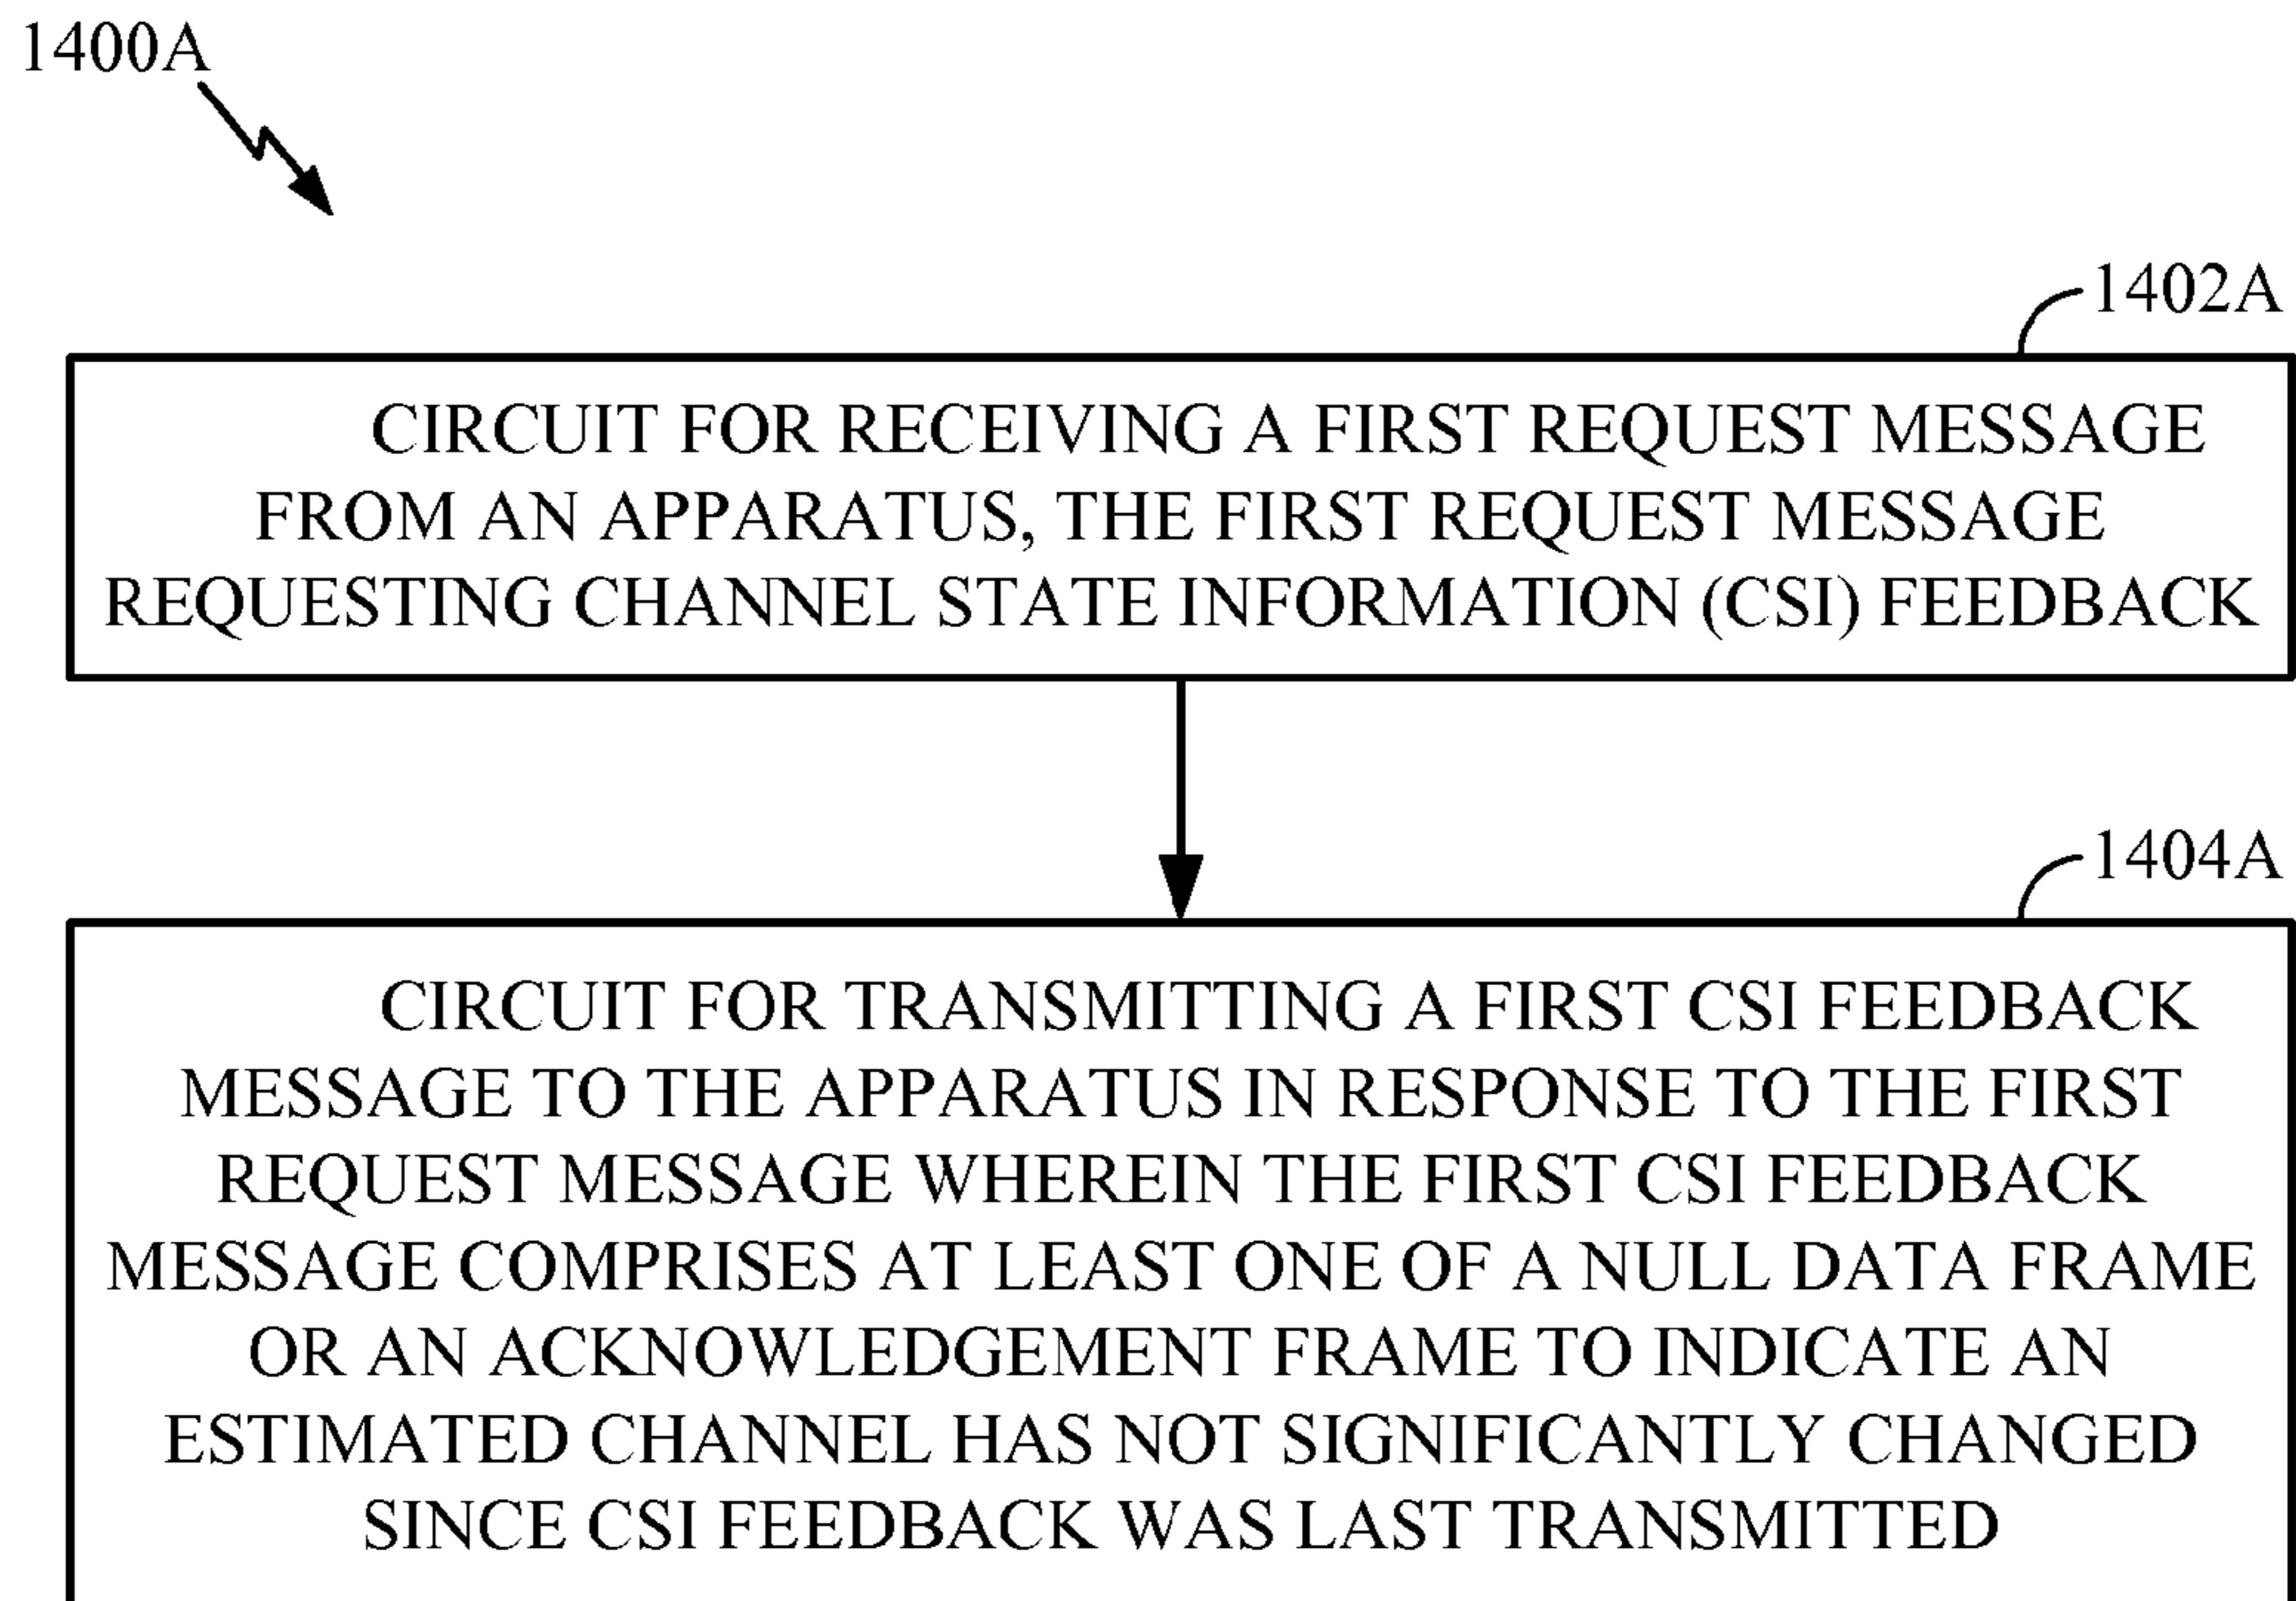 1400A
1402A
CIRCUIT FOR RECEIVING A FIRST REQUEST MESSAGE
FROM AN APPARATUS, THE FIRST REQUEST MESSAGE
REQUESTING CHANNEL STATE INFORMATION (CSI) FEEDBACK
1404A
CIRCUIT FOR TRANSMITTING A FIRST CSI FEEDBACK
MESSAGE TO THE APPARATUS IN RESPONSE TO THE FIRST
REQUEST MESSAGE WHEREIN THE FIRST CSI FEEDBACK
MESSAGE COMPRISES AT LEAST ONE OF A NULL DATA FRAME
OR AN ACKNOWLEDGEMENT FRAME TO INDICATE AN
ESTIMATED CHANNEL HAS NOT SIGNIFICANTLY CHANGED
SINCE CSI FEEDBACK WAS LAST TRANSMITTED